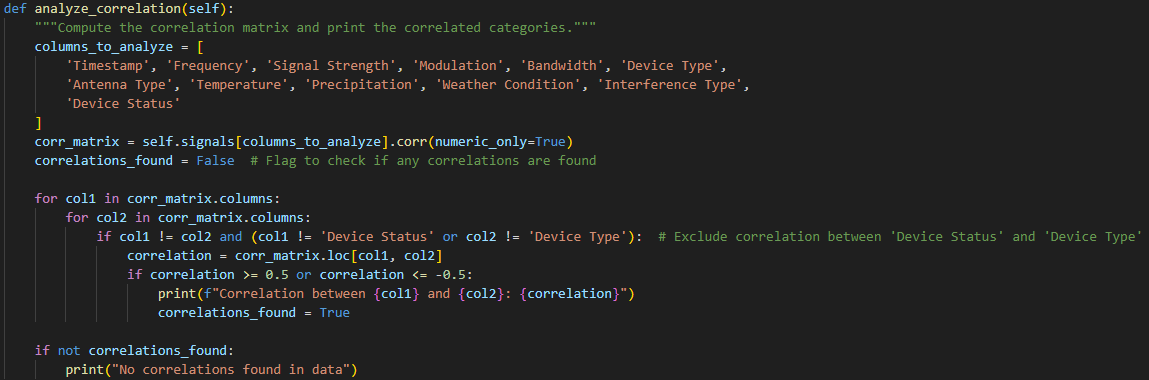 def analyze_correlation(self):
    """Compute the correlation matrix and print the correlated categories."""
    columns_to_analyze = [
        'Timestamp', 'Frequency', 'Signal Strength', 'Modulation', 'Bandwidth', 'Device Type',
        'Antenna Type', 'Temperature', 'Precipitation', 'Weather Condition', 'Interference Type',
        'Device Status'
    ]
    corr_matrix = self.signals[columns_to_analyze].corr(numeric_only=True)
    correlations_found = False  # Flag to check if any correlations are found

    for col1 in corr_matrix.columns:
        for col2 in corr_matrix.columns:
            if col1 != col2 and (col1 != 'Device Status' or col2 != 'Device Type'):  # Exclude correlation between 'Device Status' and 'Device Type'
                correlation = corr_matrix.loc[col1, col2]
                if correlation >= 0.5 or correlation <= -0.5:
                    print(f"Correlation between {col1} and {col2}: {correlation}")
                    correlations_found = True

    if not correlations_found:
        print("No correlations found in data")